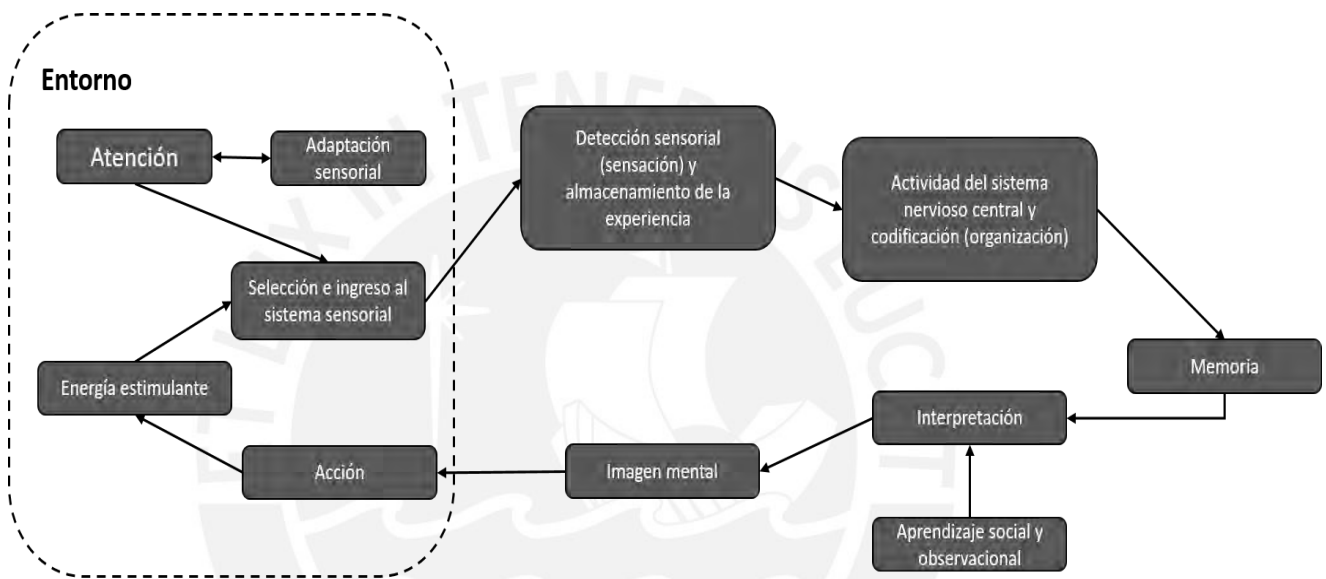 Entorno
Atención
Adaptación
sensorial
Detección sensorial
(sensación) y
almacenamiento de la
experiencia
Actividad del sistema
nervioso central y
codificación (organización)
Selección e ingreso al
sistema sensorial
Energía estimulante
Memoria
Interpretación
Acción
Imagen mental
Aprendizaje social y
observacional